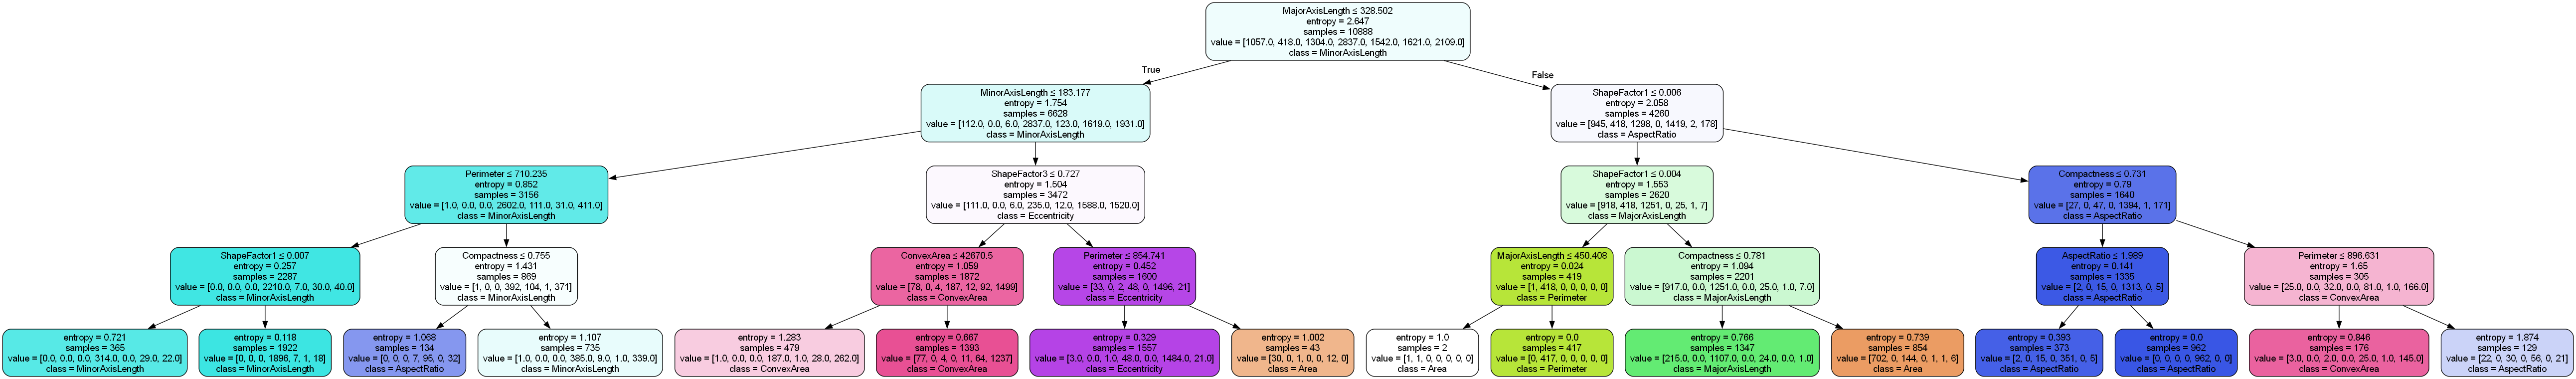 MajorAxisLength ≤ 328.502
entropy = 2.647
samples = 10888
value = [1057.0, 418.0, 1304.0, 2837.0, 1542.0, 1621.0, 2109.0]
class = MinorAxisLength
True
False
MinorAxisLength ≤ 183.177
entropy = 1.754
samples = 6628
value = [112.0, 0.0, 6.0, 2837.0, 123.0, 1619.0, 1931.0]
class = MinorAxisLength
ShapeFactor1 ≤ 0.006
entropy = 2.058
samples = 4260
value = [945, 418, 1298, 0, 1419, 2, 178]
class = AspectRatio
Perimeter ≤ 710.235
entropy = 0.852
samples = 3156
value = [1.0, 0.0, 0.0, 2602.0, 111.0, 31.0, 411.0]
class = MinorAxisLength
ShapeFactor3 ≤ 0.727
entropy = 1.504
samples = 3472
value = [111.0, 0.0, 6.0, 235.0, 12.0, 1588.0, 1520.0]
class = Eccentricity
ShapeFactor1 ≤ 0.004
entropy = 1.553
samples = 2620
value = [918, 418, 1251, 0, 25, 1, 7]
class = MajorAxisLength
Compactness ≤ 0.731
entropy = 0.79
samples = 1640
value = [27, 0, 47, 0, 1394, 1, 171]
class = AspectRatio
ShapeFactor1 ≤ 0.007
entropy = 0.257
samples = 2287
value = [0.0, 0.0, 0.0, 2210.0, 7.0, 30.0, 40.0]
class = MinorAxisLength
Compactness ≤ 0.755
entropy = 1.431
samples = 869
value = [1, 0, 0, 392, 104, 1, 371]
class = MinorAxisLength
ConvexArea ≤ 42670.5
entropy = 1.059
samples = 1872
value = [78, 0, 4, 187, 12, 92, 1499]
class = ConvexArea
Perimeter ≤ 854.741
entropy = 0.452
samples = 1600
value = [33, 0, 2, 48, 0, 1496, 21]
class = Eccentricity
MajorAxisLength ≤ 450.408
entropy = 0.024
samples = 419
value = [1, 418, 0, 0, 0, 0, 0]
class = Perimeter
Compactness ≤ 0.781
entropy = 1.094
samples = 2201
value = [917.0, 0.0, 1251.0, 0.0, 25.0, 1.0, 7.0]
class = MajorAxisLength
AspectRatio ≤ 1.989
entropy = 0.141
samples = 1335
value = [2, 0, 15, 0, 1313, 0, 5]
class = AspectRatio
Perimeter ≤ 896.631
entropy = 1.65
samples = 305
value = [25.0, 0.0, 32.0, 0.0, 81.0, 1.0, 166.0]
class = ConvexArea
entropy = 0.721
samples = 365
value = [0.0, 0.0, 0.0, 314.0, 0.0, 29.0, 22.0]
class = MinorAxisLength
entropy = 0.118
samples = 1922
value = [0, 0, 0, 1896, 7, 1, 18]
class = MinorAxisLength
entropy = 1.068
samples = 134
value = [0, 0, 0, 7, 95, 0, 32]
class = AspectRatio
entropy = 1.107
samples = 735
value = [1.0, 0.0, 0.0, 385.0, 9.0, 1.0, 339.0]
class = MinorAxisLength
entropy = 1.283
samples = 479
value = [1.0, 0.0, 0.0, 187.0, 1.0, 28.0, 262.0]
class = ConvexArea
entropy = 0.667
samples = 1393
value = [77, 0, 4, 0, 11, 64, 1237]
class = ConvexArea
entropy = 0.329
samples = 1557
value = [3.0, 0.0, 1.0, 48.0, 0.0, 1484.0, 21.0]
class = Eccentricity
entropy = 1.002
samples = 43
value = [30, 0, 1, 0, 0, 12, 0]
class = Area
entropy = 1.0
samples = 2
value = [1, 1, 0, 0, 0, 0, 0]
class = Area
entropy = 0.0
samples = 417
value = [0, 417, 0, 0, 0, 0, 0]
class = Perimeter
entropy = 0.766
samples = 1347
value = [215.0, 0.0, 1107.0, 0.0, 24.0, 0.0, 1.0]
class = MajorAxisLength
entropy = 0.739
samples = 854
value = [702, 0, 144, 0, 1, 1, 6]
class = Area
entropy = 0.393
samples = 373
value = [2, 0, 15, 0, 351, 0, 5]
class = AspectRatio
entropy = 0.0
samples = 962
value = [0, 0, 0, 0, 962, 0, 0]
class = AspectRatio
entropy = 0.846
samples = 176
value = [3.0, 0.0, 2.0, 0.0, 25.0, 1.0, 145.0]
class = ConvexArea
entropy = 1.874
samples = 129
value = [22, 0, 30, 0, 56, 0, 21]
class = AspectRatio